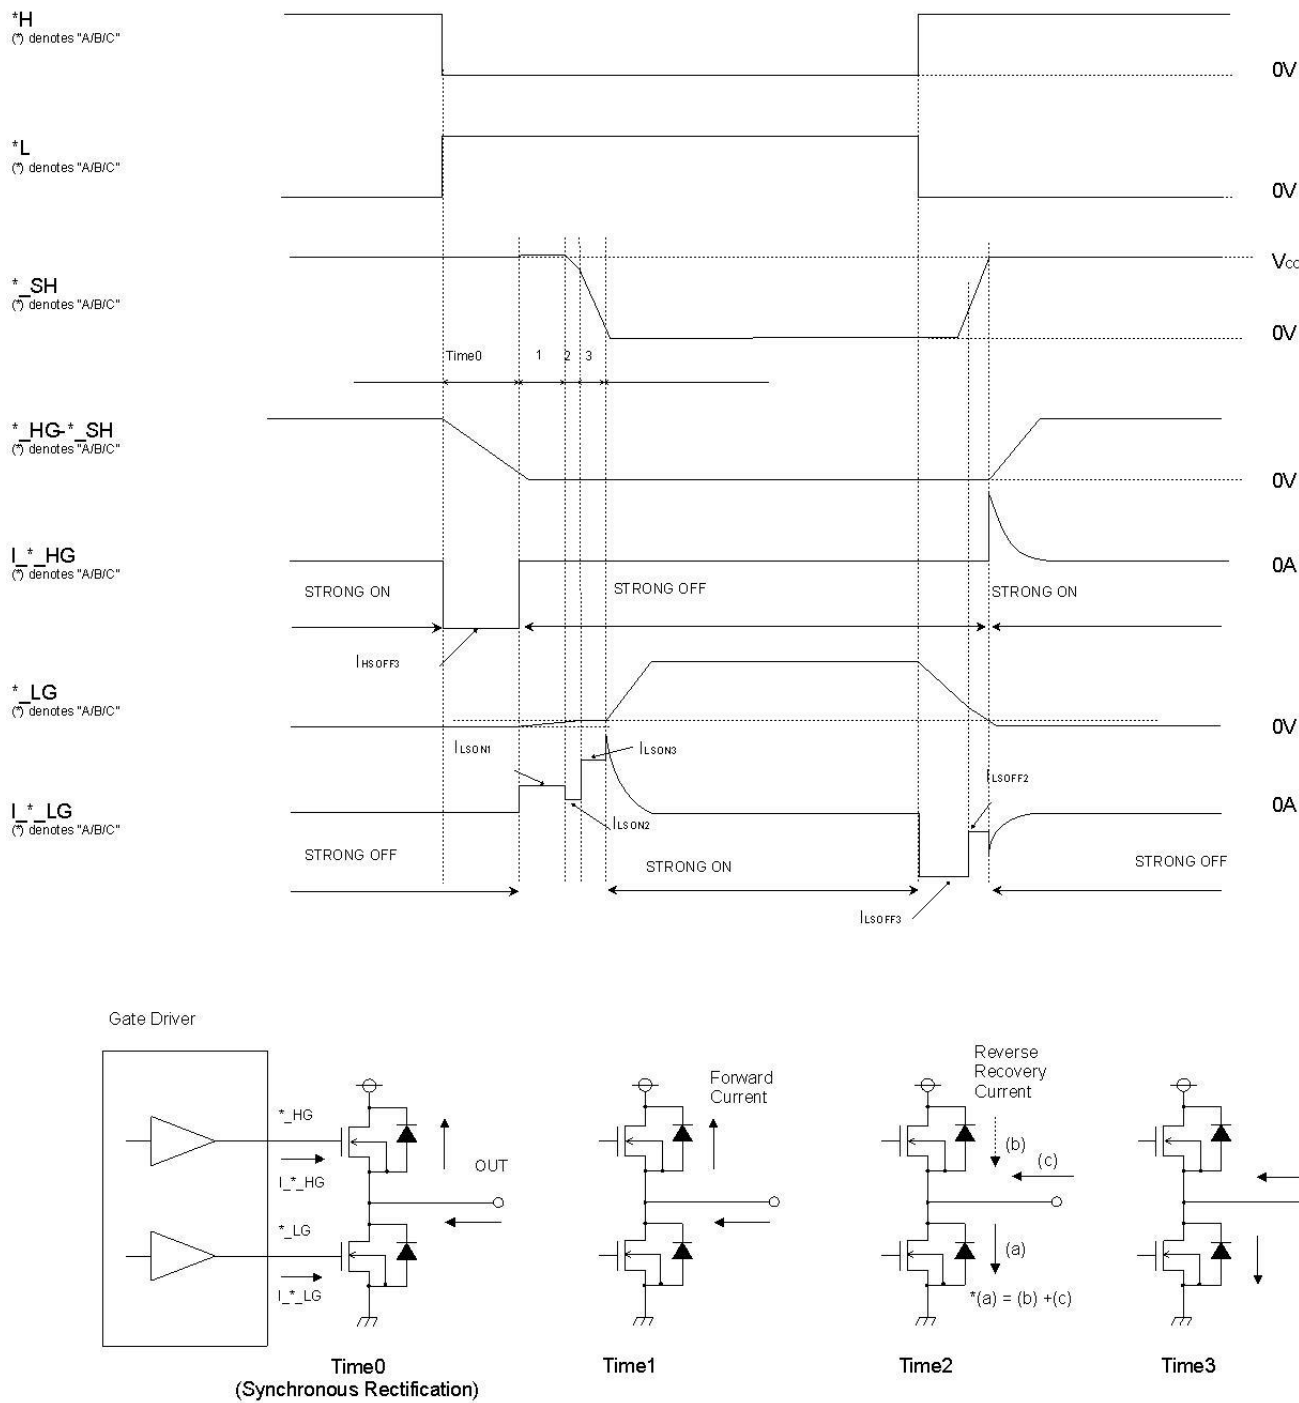 *H
(*) denotes "A/B/C"
0V
*L
(*) denotes "A/B/C"
0V
*_SH
(*) denotes "A/B/C"
Vcc
0V
Time0 1 2 3
*_HG-*_SH
(*) denotes "A/B/C"
0V
I_*_HG
(*) denotes "A/B/C"
0A
STRONG ON
STRONG OFF
STRONG ON
IHSOFF3
*_LG
(*) denotes "A/B/C"
0V
ILSON1
ILSON3
ILSOFF2
I_*_LG
(*) denotes "A/B/C"
0A
ILSON2
STRONG OFF
STRONG ON
STRONG OFF
ILSOFF3
Gate Driver
*_HG
I_*_HG
*_LG
I_*_LG
OUT
Forward
Current
Reverse
Recovery
Current
(b)
(c)
(a)
*(a) = (b) +(c)
Time0
(Synchronous Rectification)
Time1
Time2
Time3